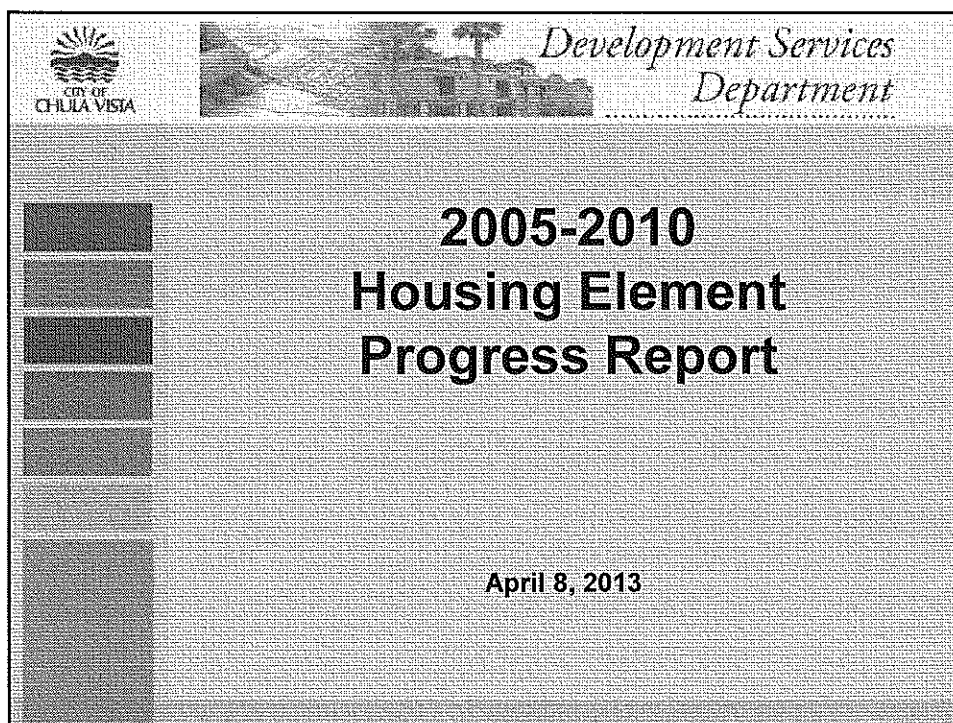 CITY OF
CHULA VISTA
Development Services
Department
2005-2010
Housing Element
Progress Report
April 8, 2013